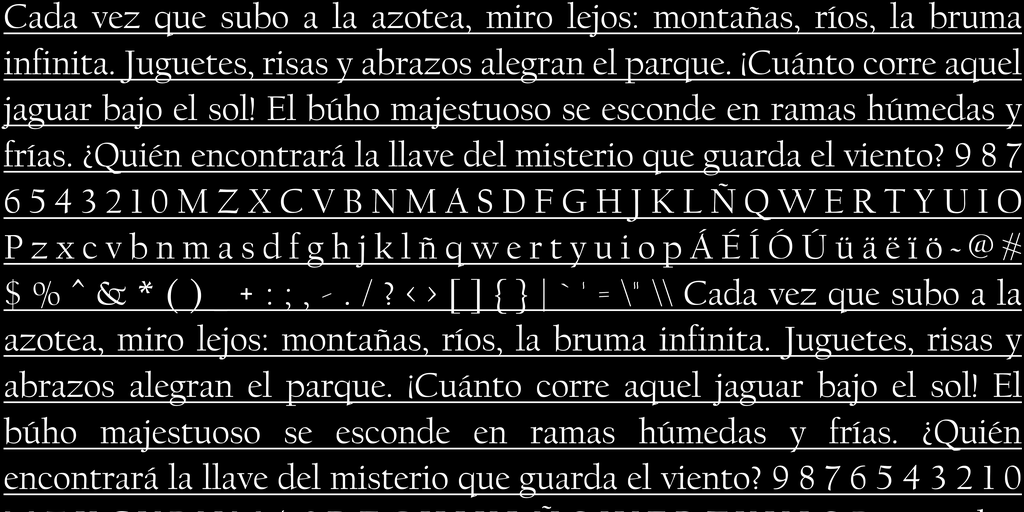 Cada vez que subo a la azotea, miro lejos: montañas, ríos, la bruma
infinita. Juguetes, risas y abrazos alegran el parque. ¡Cuánto corre aquel
jaguar bajo el sol! El búho majestuoso se esconde en ramas húmedas y
frías. ¿Quién encontrará la llave del misterio que guarda el viento? 9 8 7
6 5 4 3 2 1 0 M Z X C V B N M A S D F G H J K L Ñ Q W E R T Y U I O
P z x c v b n m a s d f g h j k l ñ q w e r t y u i o p Á É Í Ó Ú ü ä ë ï ö ~ @ #
$ % ^ & * ( ) _ + : ; , - . / ? < > [ ] { } | ` ' = \" \\ Cada vez que subo a la
azotea, miro lejos: montañas, ríos, la bruma infinita. Juguetes, risas y
abrazos alegran el parque. ¡Cuánto corre aquel jaguar bajo el sol! El
búho majestuoso se esconde en ramas húmedas y frías. ¿Quién
encontrará la llave del misterio que guarda el viento? 9 8 7 6 5 4 3 2 1 0